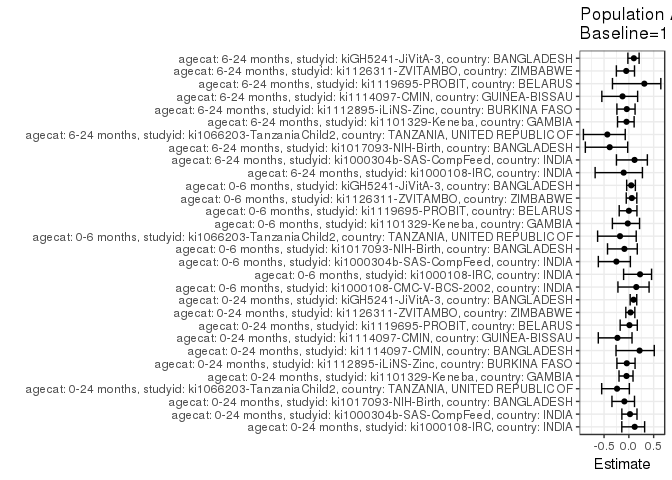 Population
Baseline=1
agecat: 6-24 months, studyid: kiGH5241-JiVitA-3, country: BANGLADESH
agecat: 6-24 months, studyid: ki1126311-ZVITAMBO, country: ZIMBABWE
agecat: 6-24 months, studyid: ki1119695-PROBIT, country: BELARUS
agecat: 6-24 months, studyid: ki1114097-CMIN, country: GUINEA-BISSAU
agecat: 6-24 months, studyid: ki1112895-iLiNS-Zinc, country: BURKINA FASO
agecat: 6-24 months, studyid: ki1101329-Keneba, country: GAMBIA
agecat: 6-24 months, studyid: ki1066203-TanzaniaChild2, country: TANZANIA, UNITED REPUBLIC OF
agecat: 6-24 months, studyid: ki1017093-NIH-Birth, country: BANGLADESH
agecat: 6-24 months, studyid: ki1000304b-SAS-CompFeed, country: INDIA
agecat: 6-24 months, studyid: ki1000108-IRC, country: INDIA
agecat: 0-6 months, studyid: kiGH5241-JiVitA-3, country: BANGLADESH
agecat: 0-6 months, studyid: ki1126311-ZVITAMBO, country: ZIMBABWE
agecat: 0-6 months, studyid: ki1119695-PROBIT, country: BELARUS
agecat: 0-6 months, studyid: ki1101329-Keneba, country: GAMBIA
agecat: 0-6 months, studyid: ki1066203-TanzaniaChild2, country: TANZANIA, UNITED REPUBLIC OF
agecat: 0-6 months, studyid: ki1017093-NIH-Birth, country: BANGLADESH
agecat: 0-6 months, studyid: ki1000304b-SAS-CompFeed, country: INDIA
agecat: 0-6 months, studyid: ki1000108-IRC, country: INDIA
agecat: 0-6 months, studyid: ki1000108-CMC-V-BCS-2002, country: INDIA
agecat: 0-24 months, studyid: kiGH5241-JiVitA-3, country: BANGLADESH
agecat: 0-24 months, studyid: ki1126311-ZVITAMBO, country: ZIMBABWE
agecat: 0-24 months, studyid: ki1119695-PROBIT, country: BELARUS
agecat: 0-24 months, studyid: ki1114097-CMIN, country: GUINEA-BISSAU
agecat: 0-24 months, studyid: ki1114097-CMIN, country: BANGLADESH
agecat: 0-24 months, studyid: ki1112895-iLiNS-Zinc, country: BURKINA FASO
agecat: 0-24 months, studyid: ki1101329-Keneba, country: GAMBIA
agecat: 0-24 months, studyid: ki1066203-TanzaniaChild2, country: TANZANIA, UNITED REPUBLIC OF
agecat: 0-24 months, studyid: ki1017093-NIH-Birth, country: BANGLADESH
agecat: 0-24 months, studyid: ki1000304b-SAS-CompFeed, country: INDIA
agecat: 0-24 months, studyid: ki1000108-IRC, country: INDIA
-0.5 0.0 0.5
Estimate